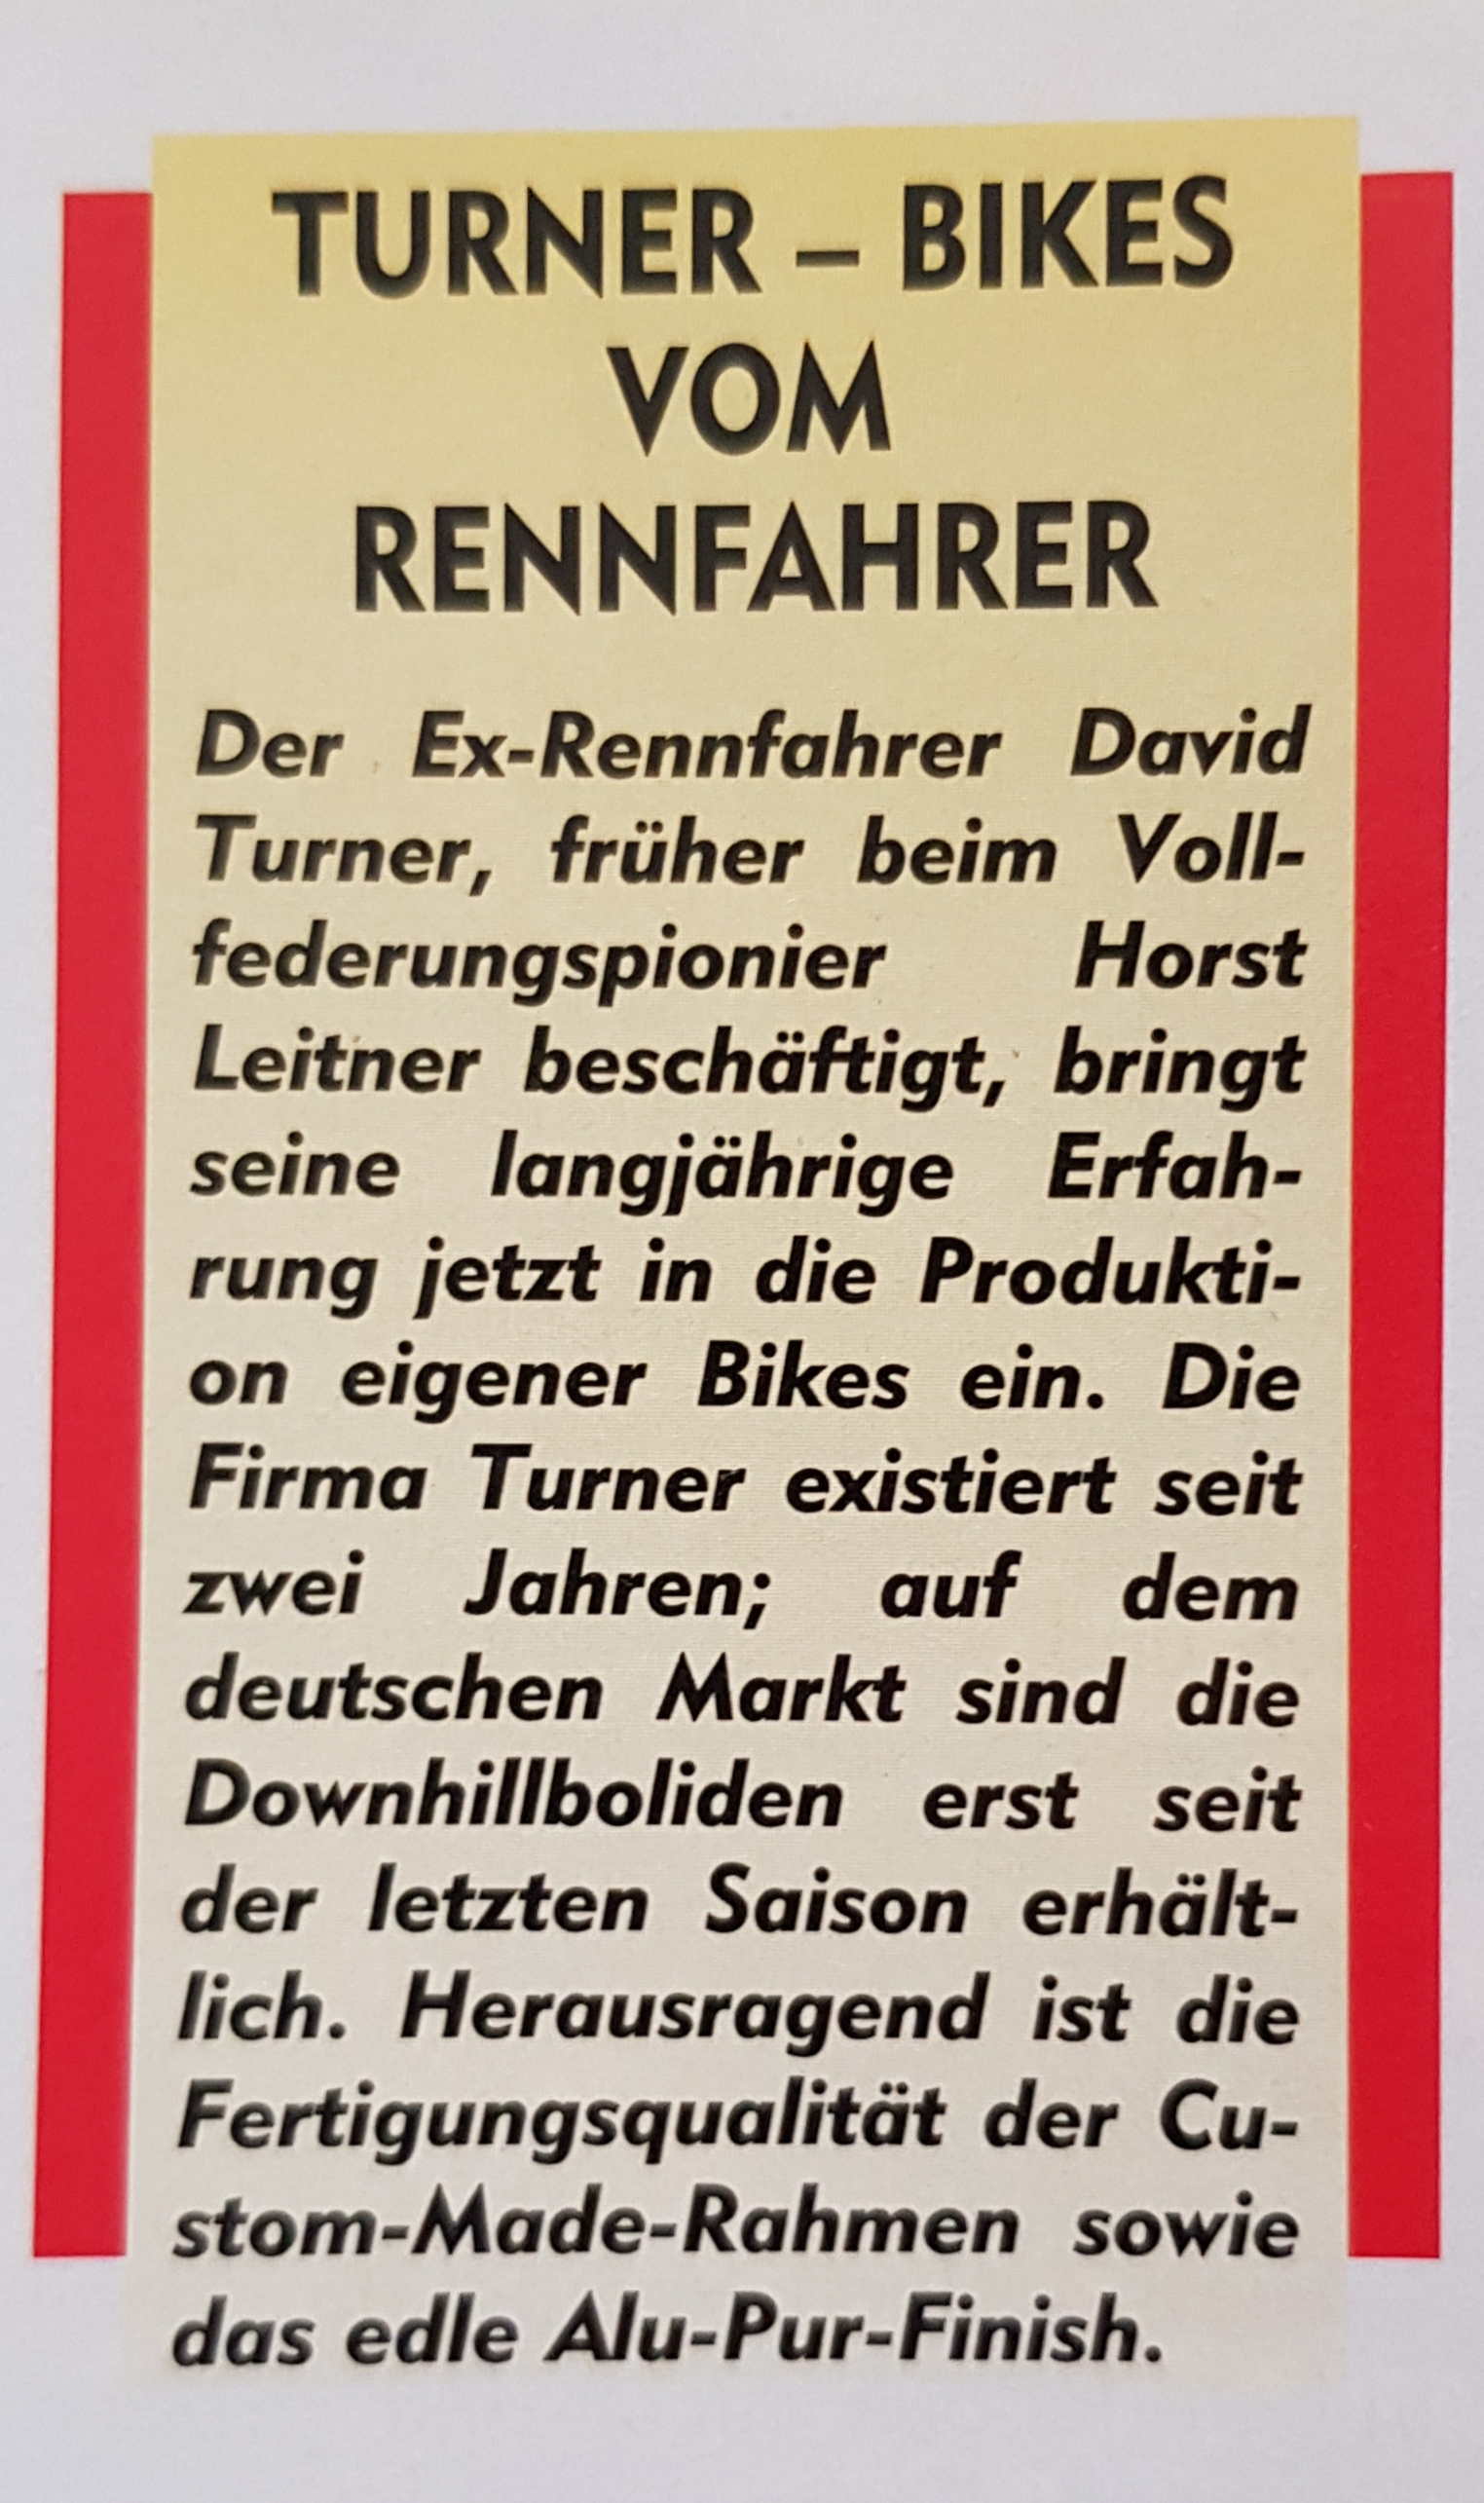 TURNER – BIKES
VOM
RENNFAHRER
Der Ex-Rennfahrer David
Turner, früher beim Voll-
federungspionier Horst
Leitner beschäftigt, bringt
seine langjährige Erfah-
rung jetzt in die Produkti-
on eigener Bikes ein. Die
Firma Turner existiert seit
zwei Jahren; auf dem
deutschen Markt sind die
Downhillboliden erst seit
der letzten Saison erhält-
lich. Herausragend ist die
Fertigungsqualität der Cu-
stom-Made-Rahmen sowie
das edle Alu-Pur-Finish.